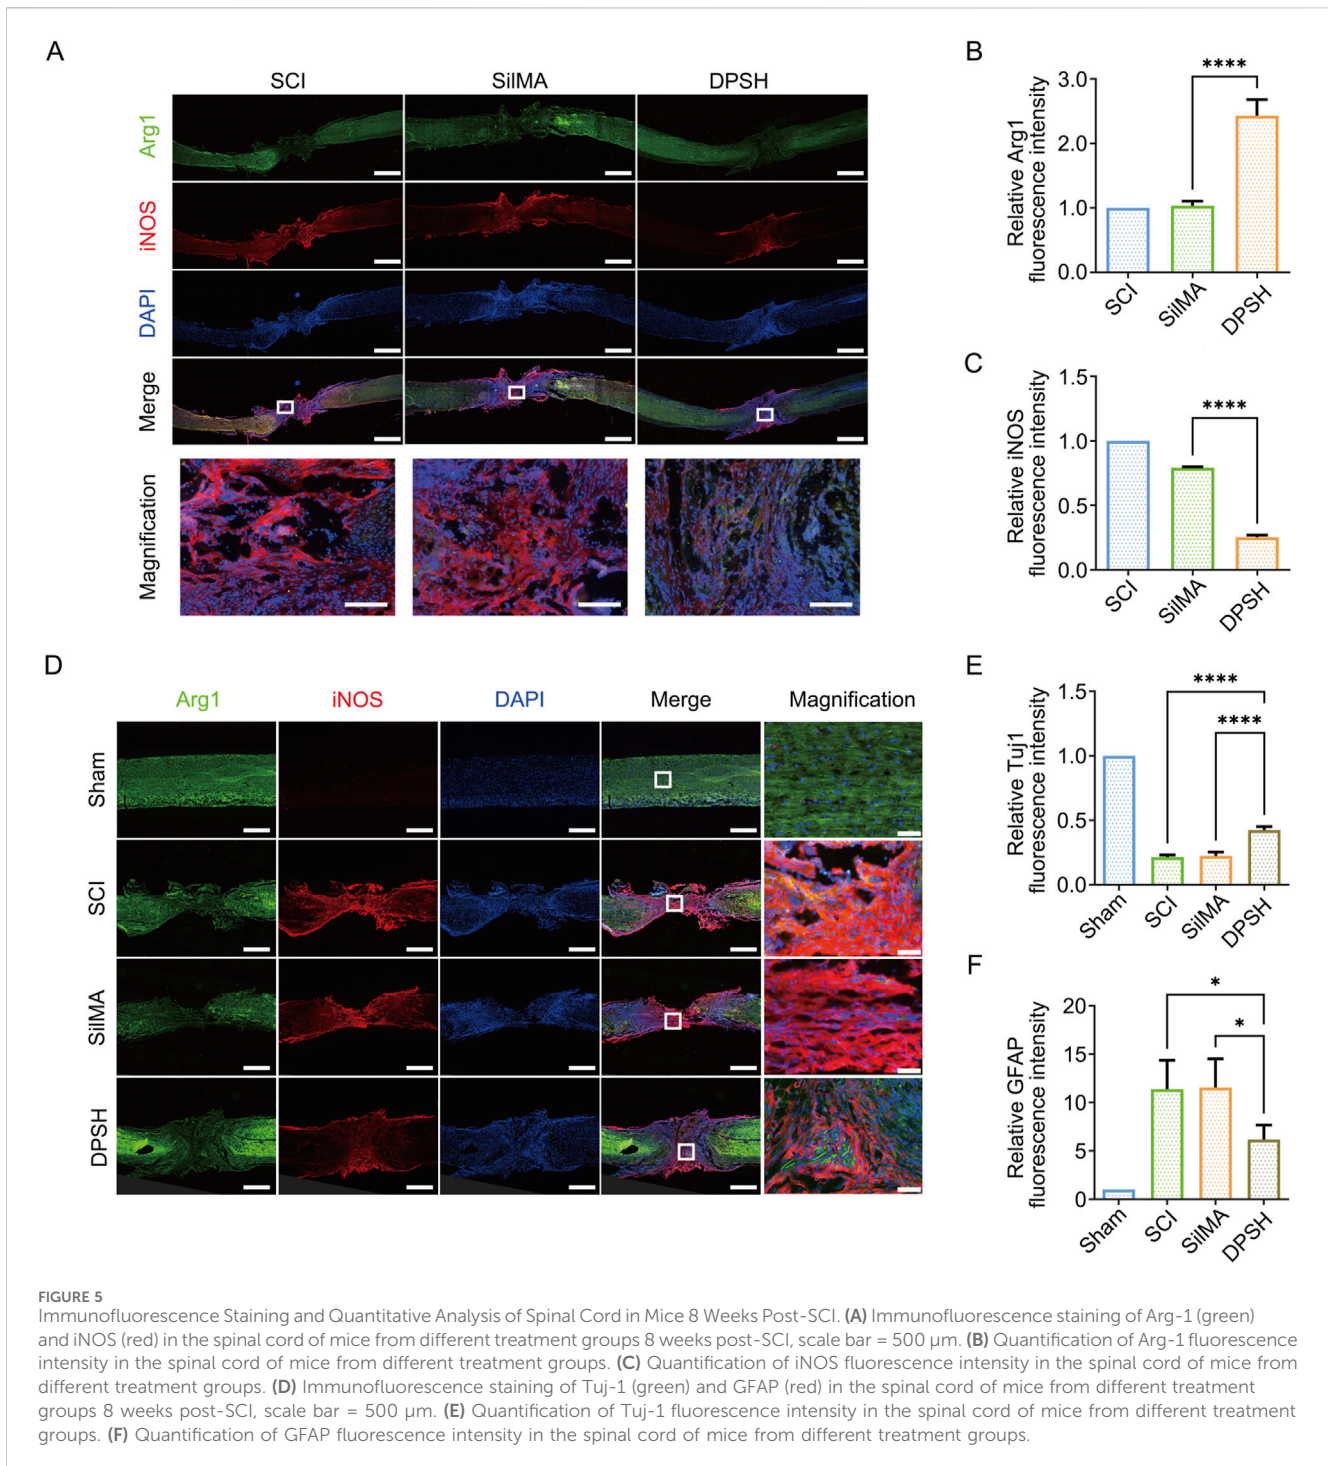 A
SCI
SilMA
DPSH
Arg1
iNOS
DAPI
Merge
Magnification
B
Relative Arg1
fluorescence intensity
3.0
2.0
1.0
0.0
****
SCI
SilMA
DPSH
C
Relative iNOS
fluorescence intensity
1.5
1.0
0.5
0.0
****
SCI
SilMA
DPSH
D
Arg1
iNOS
DAPI
Merge
Magnification
Sham
SCI
SilMA
DPSH
E
Relative Tuj1
fluorescence intensity
1.5
1.0
0.5
0.0
****
****
Sham
SCI
SilMA
DPSH
F
Relative GFAP
fluorescence intensity
20
15
10
5
0
*
*
Sham
SCI
SilMA
DPSH
FIGURE 5
Immunofluorescence Staining and Quantitative Analysis of Spinal Cord in Mice 8 Weeks Post-SCI. (A) Immunofluorescence staining of Arg-1 (green)
and iNOS (red) in the spinal cord of mice from different treatment groups 8 weeks post-SCI, scale bar = 500 μm. (B) Quantification of Arg-1 fluorescence
intensity in the spinal cord of mice from different treatment groups. (C) Quantification of iNOS fluorescence intensity in the spinal cord of mice from
different treatment groups. (D) Immunofluorescence staining of Tuj-1 (green) and GFAP (red) in the spinal cord of mice from different treatment
groups 8 weeks post-SCI, scale bar = 500 μm. (E) Quantification of Tuj-1 fluorescence intensity in the spinal cord of mice from different treatment
groups. (F) Quantification of GFAP fluorescence intensity in the spinal cord of mice from different treatment groups.